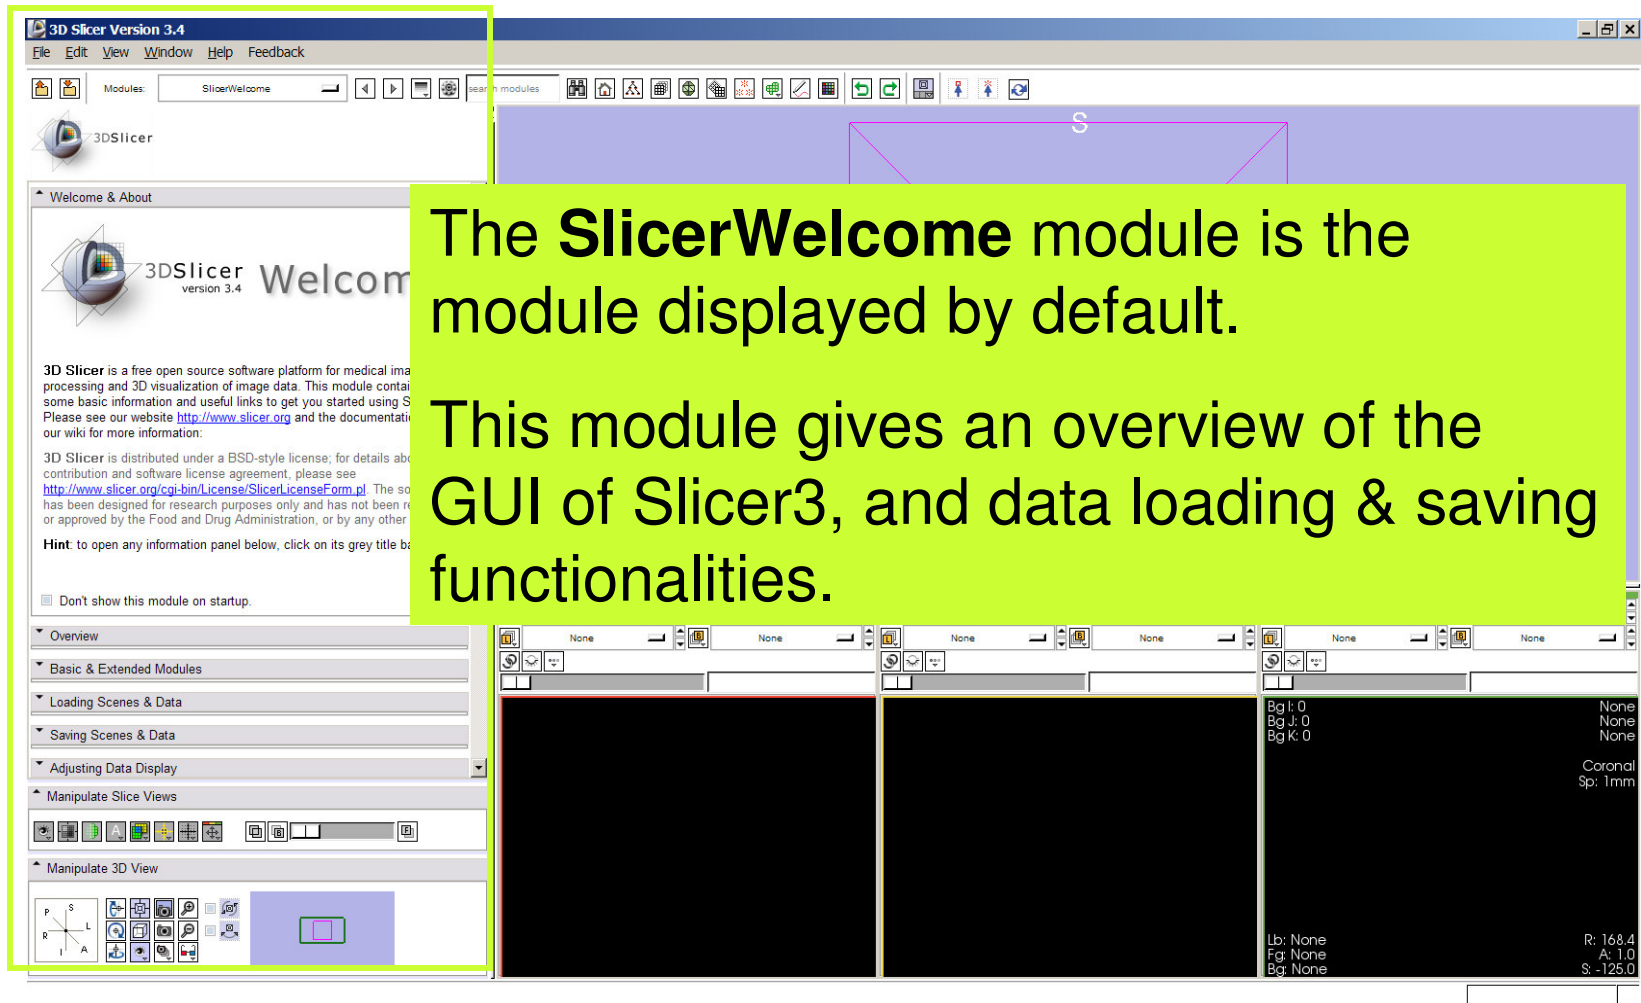 3D Slicer Version 3.4
File Edit View Window Help Feedback
Modules: SlicerWelcome search modules
3DSlicer
S
Welcome & About
3DSlicer
version 3.4
Welcom
The SlicerWelcome module is the
module displayed by default.
This module gives an overview of the
GUI of Slicer3, and data loading & saving
functionalities.
3D Slicer is a free open source software platform for medical ima
processing and 3D visualization of image data. This module contai
some basic information and useful links to get you started using S
Please see our website http://www.slicer.org and the documentati
our wiki for more information:
3D Slicer is distributed under a BSD-style license; for details abo
contribution and software license agreement, please see
http://www.slicer.org/cgi-bin/License/SlicerLicenseForm.pl. The so
has been designed for research purposes only and has not been re
or approved by the Food and Drug Administration, or by any other
Hint: to open any information panel below, click on its grey title ba
Don't show this module on startup.
Overview
Basic & Extended Modules
Loading Scenes & Data
Saving Scenes & Data
Adjusting Data Display
Manipulate Slice Views
Manipulate 3D View
P S
R L
I A
None None None None None None
Bg I: 0 None
Bg J: 0 None
Bg K: 0 None
Coronal
Sp: 1mm
Lb: None R: 168.4
Fg: None A: 1.0
Bg: None S: -125.0